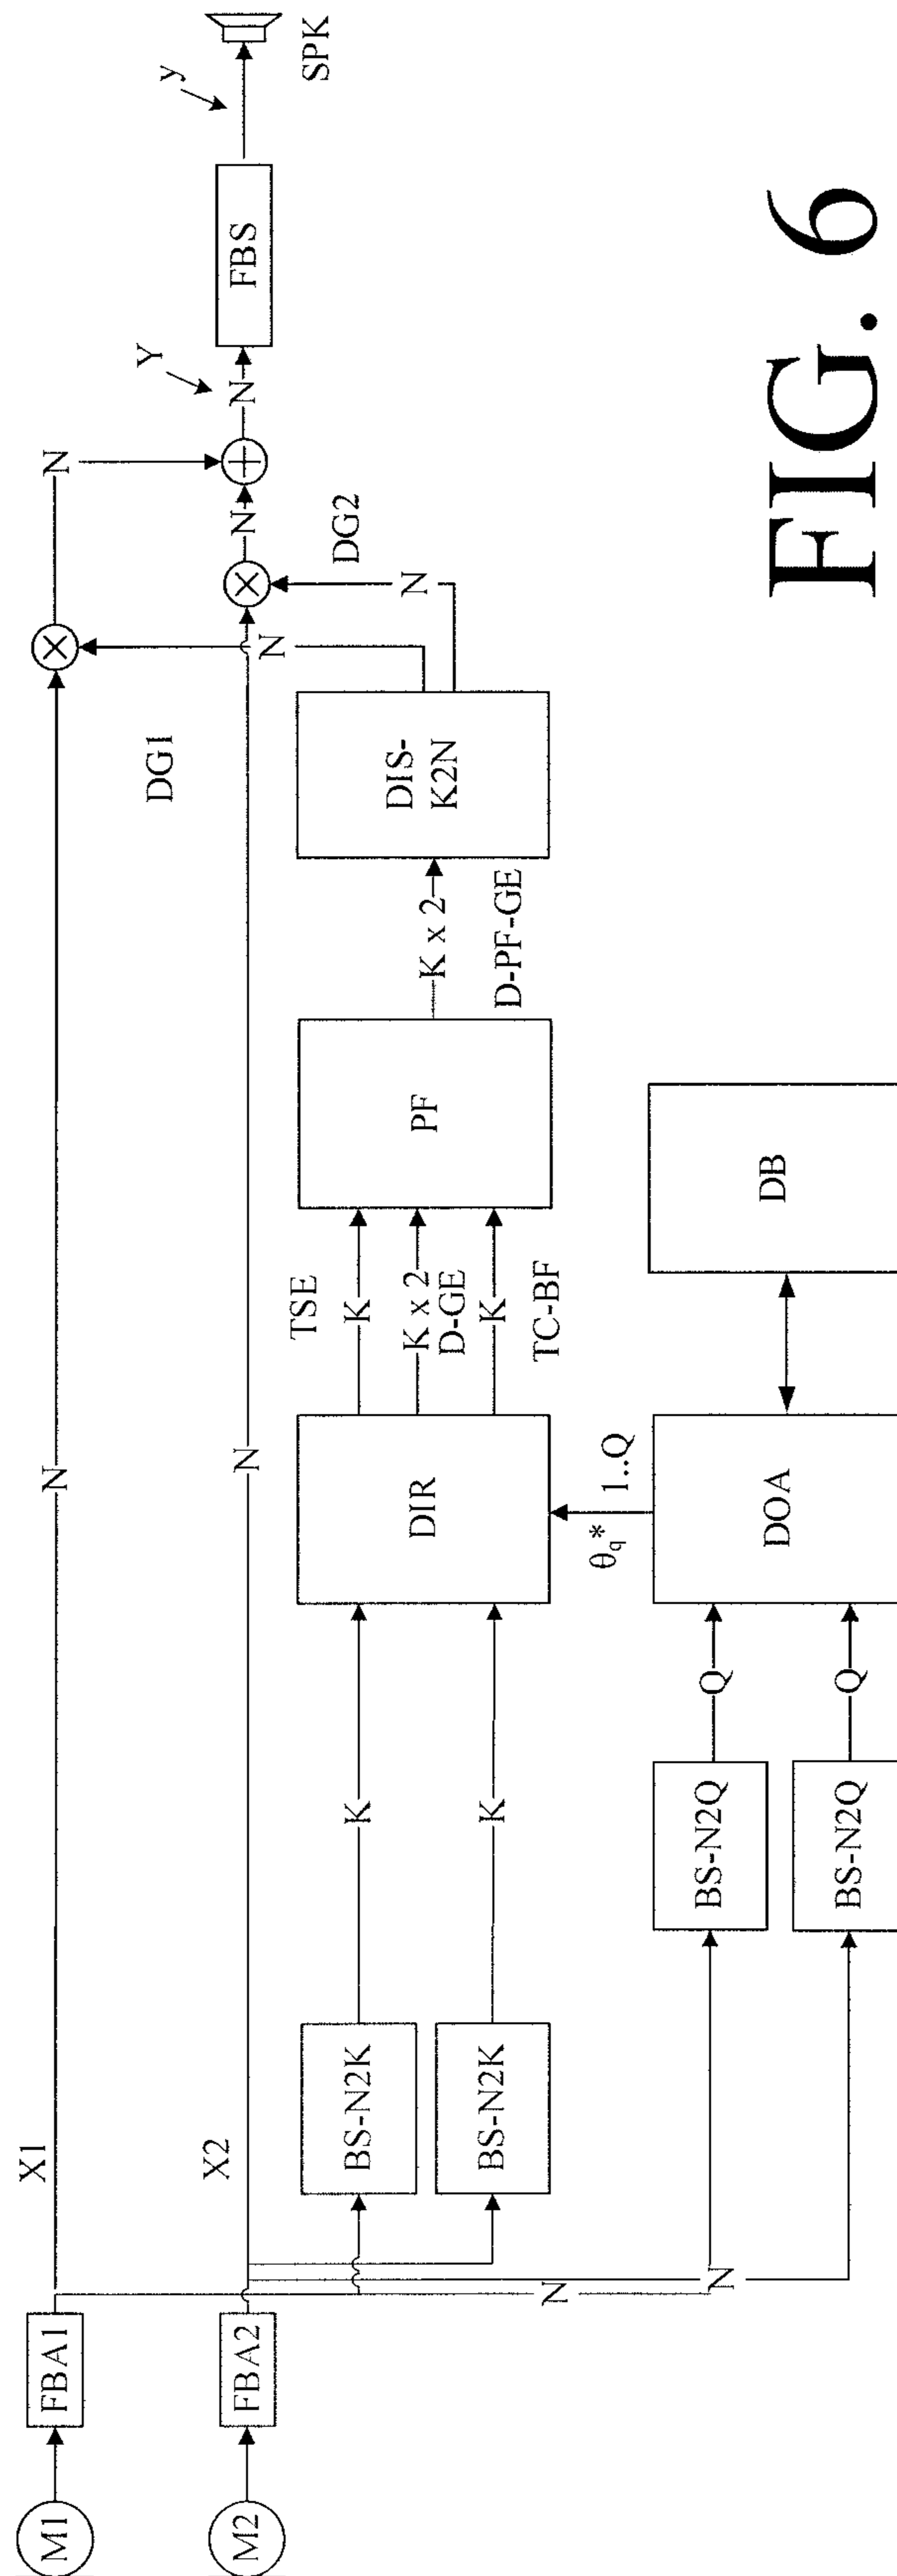 M1
FBA1
X1
N
N
y
SPK
M2
FBA2
X2
N
DG1
N
N
Y
N
FBS
DG2
N
BS-N2K
K
BS-N2K
K
DIR
TSE
K
K x 2
D-GE
K
TC-BF
PF
K x 2
D-PF-GE
DIS-
K2N
N
N
BS-N2Q
Q
BS-N2Q
Q
θq*
1..Q
DOA
DB
FIG. 6